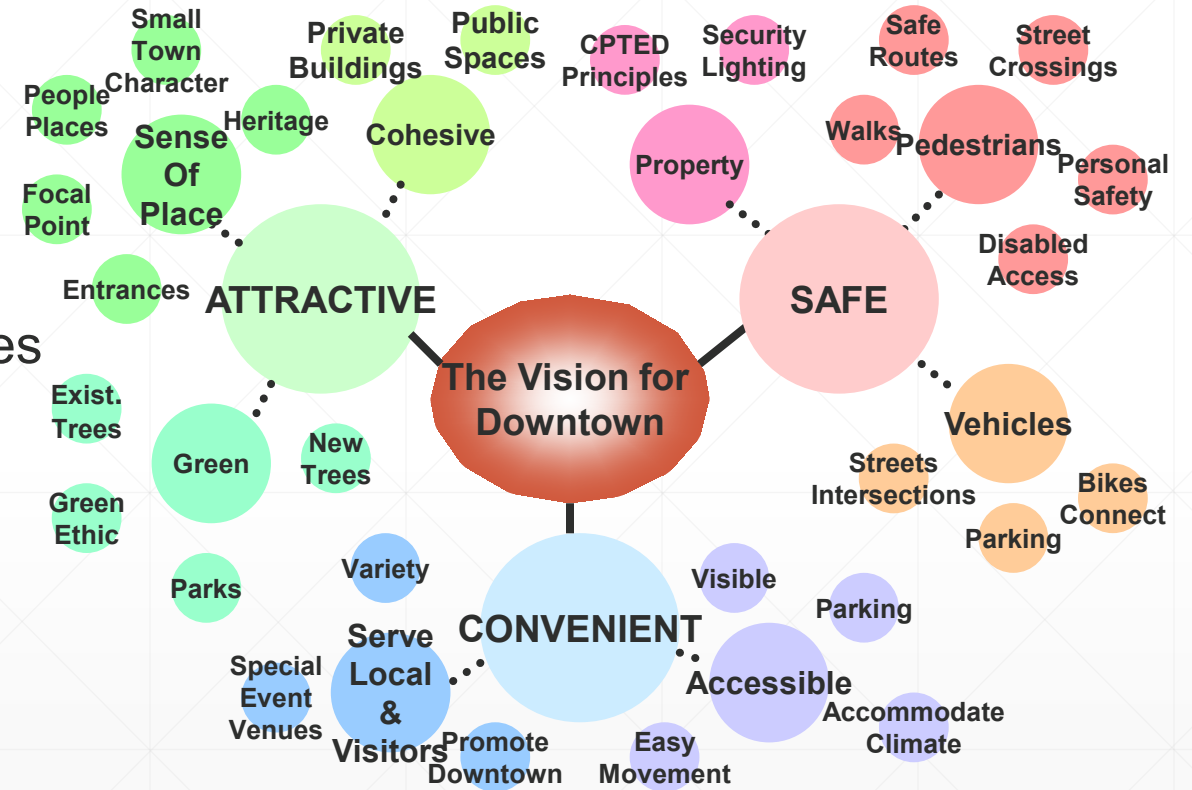 Small
Town
Character
Private
Buildings
Public
Spaces
CPTED
Principles
Security
Lighting
Safe
Routes
Street
Crossings
People
Places
Heritage
Sense
Of
Place
Cohesive
Property
Walks
Pedestrians
Personal
Safety
Focal
Point
Disabled
Access
Entrances
ATTRACTIVE
SAFE
es
The Vision for
Downtown
Exist.
Trees
Green
New
Trees
Vehicles
Streets
Intersections
Bikes
Connect
Parking
Green
Ethic
Parks
Variety
Visible
Parking
CONVENIENT
Serve
Local
&
Visitors
Special
Event
Venues
Accessible
Accommodate
Climate
Promote
Downtown
Easy
Movement